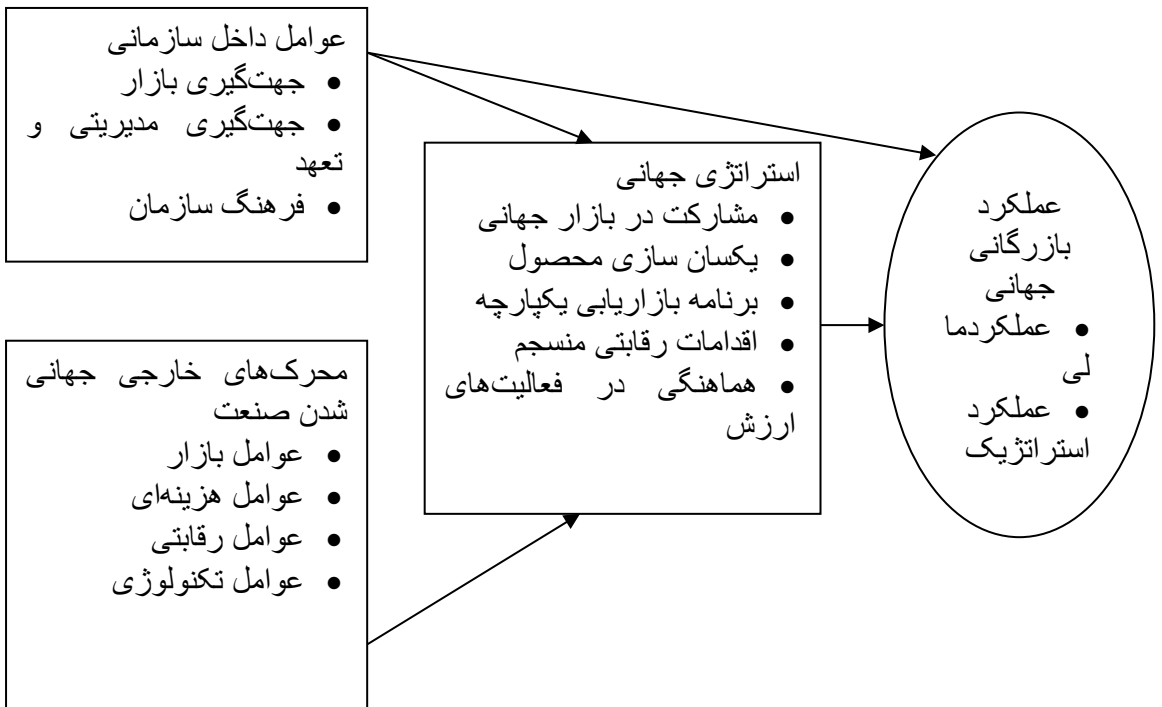 عوامل داخل سازمانی
● جهت‌گیری بازار
● جهت‌گیری مدیریتی و
تعهد
● فرهنگ سازمان
محرک‌های خارجی جهانی
شدن صنعت
● عوامل بازار
● عوامل هزینه‌ای
● عوامل رقابتی
● عوامل تکنولوژی
استراتژی جهانی
● مشارکت در بازار جهانی
● یکسان سازی محصول
● برنامه بازاریابی یکپارچه
● اقدامات رقابتی منسجم
● هماهنگی در فعالیت‌های
ارزش
عملکرد
بازرگانی
جهانی
● عملکردما
لی
● عملکرد
استراتژیک